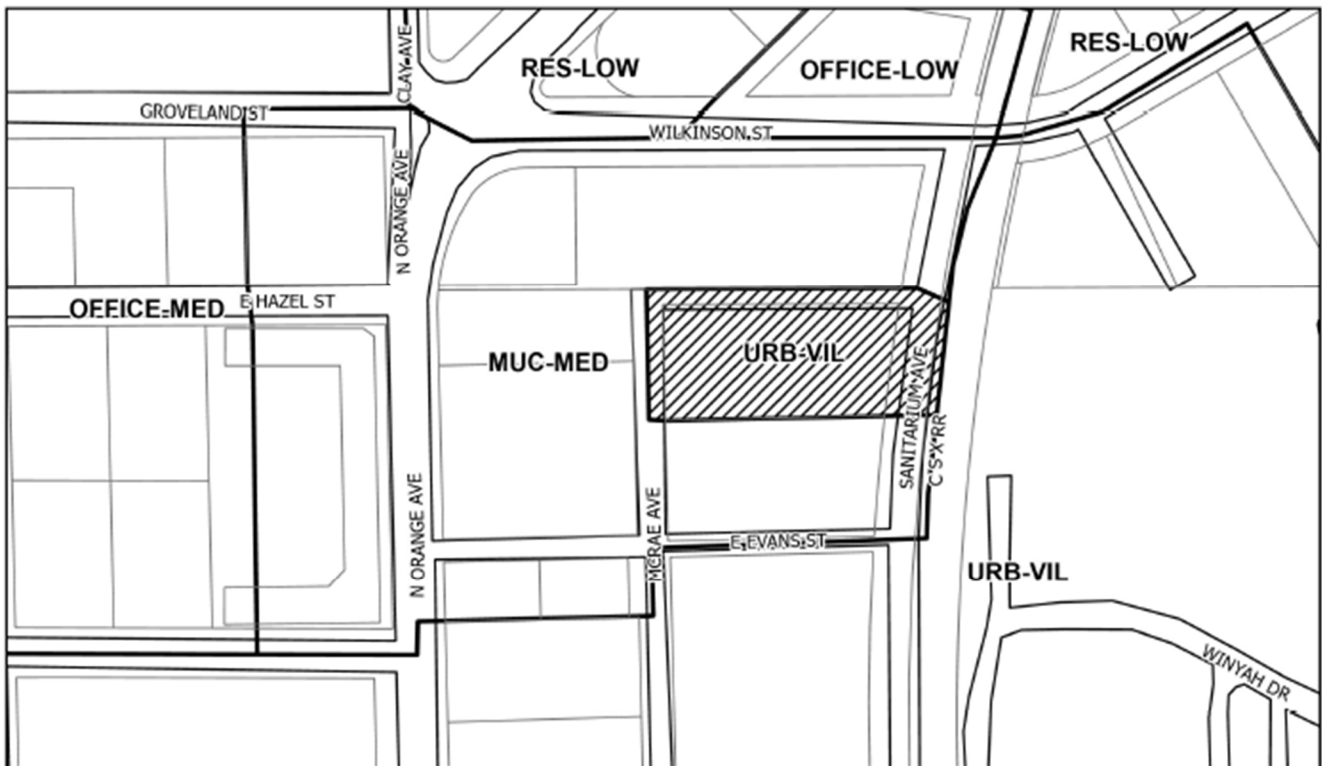 CLAY AVE
RES-LOW
RES-LOW
OFFICE-LOW
GROVELAND ST
WILKINSON ST
N ORANGE AVE
OFFICE-MED
E HAZEL ST
MUC-MED
URB-VIL
SANITARIUM AVE
C S X RR
N ORANGE AVE
MCRAE AVE
E EVANS ST
URB-VIL
WINYAH DR